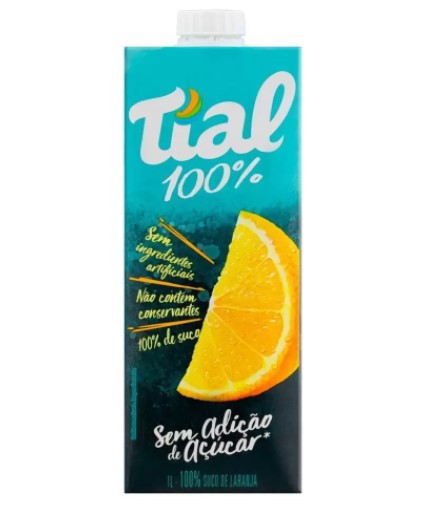 Tial
100%
Sem
ingredientes
artificiais
Não contém
conservantes
100% de suco
Sem Adição
de Açúcar*
1L - 100% SUCO DE LARANJA